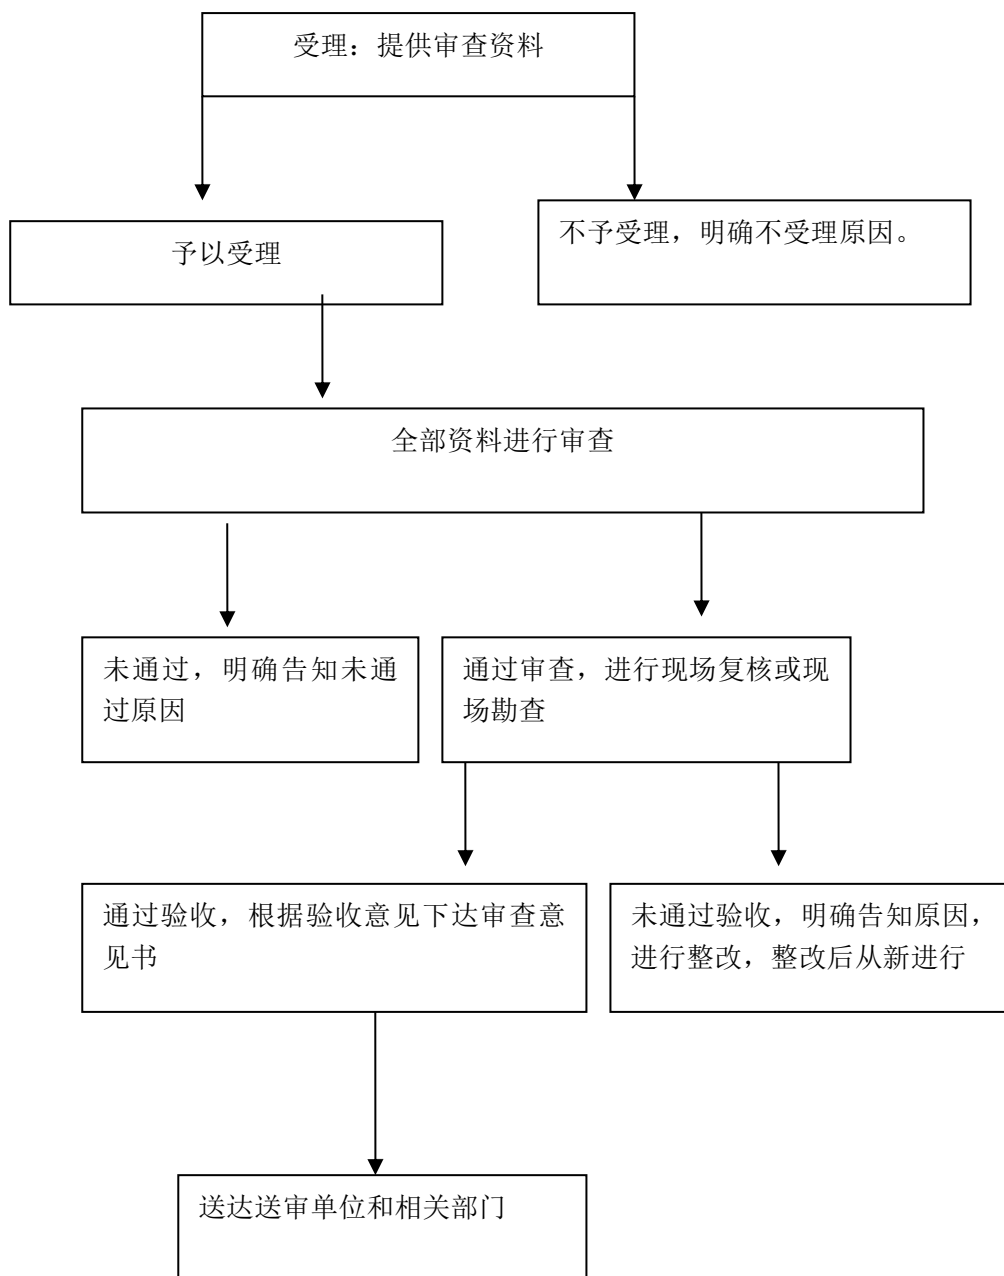 受理：提供审查资料
予以受理
不予受理，明确不受理原因。
全部资料进行审查
未通过，明确告知未通
过原因
通过审查，进行现场复核或现
场勘查
通过验收，根据验收意见下达审查意
见书
未通过验收，明确告知原因，
进行整改，整改后从新进行
送达送审单位和相关部门